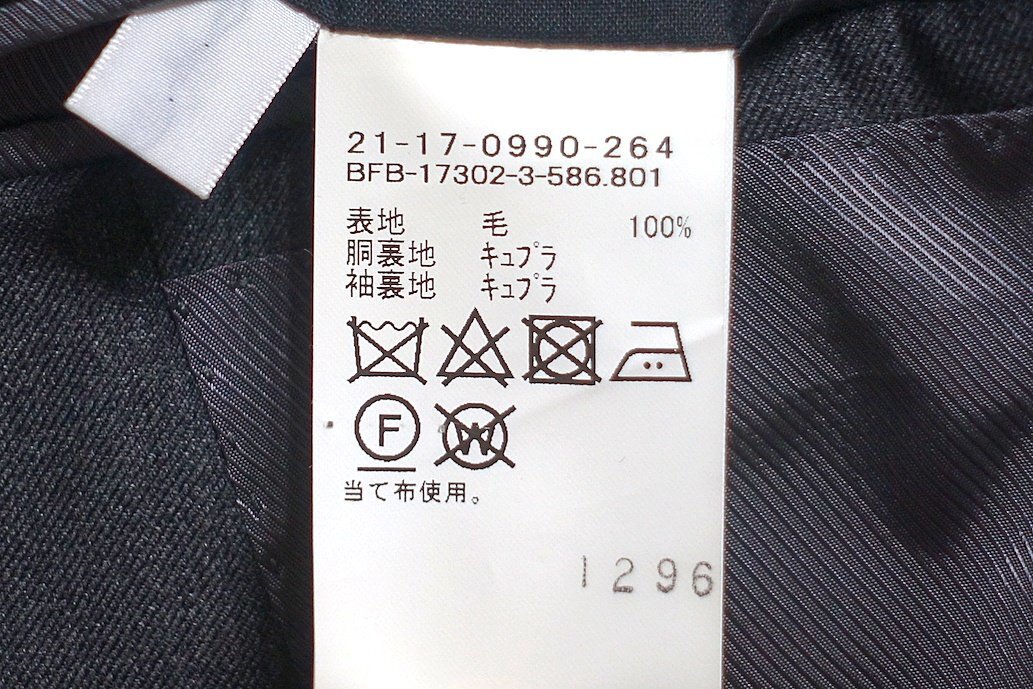 21-17-0990-264
BFB-17302-3-586.801
表地 毛 100%
胴裏地 キュプラ
袖裏地 キュプラ
F W
当て布使用。
1296